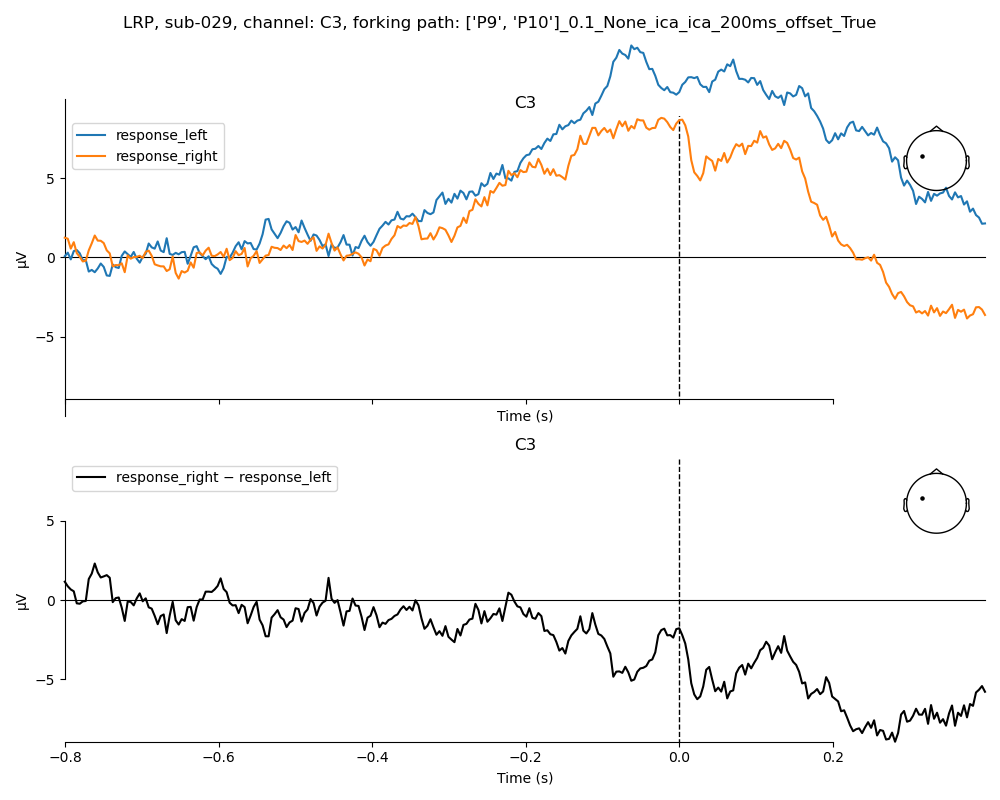 LRP, sub-029, channel: C3, forking path: ['P9', 'P10']_0.1_None_ica_ica_200ms_offset_True
C3
response_left
response_right
5
0
−5
µV
Time (s)
C3
response_right − response_left
5
0
−5
µV
−0.8 −0.6 −0.4 −0.2 0.0 0.2
Time (s)